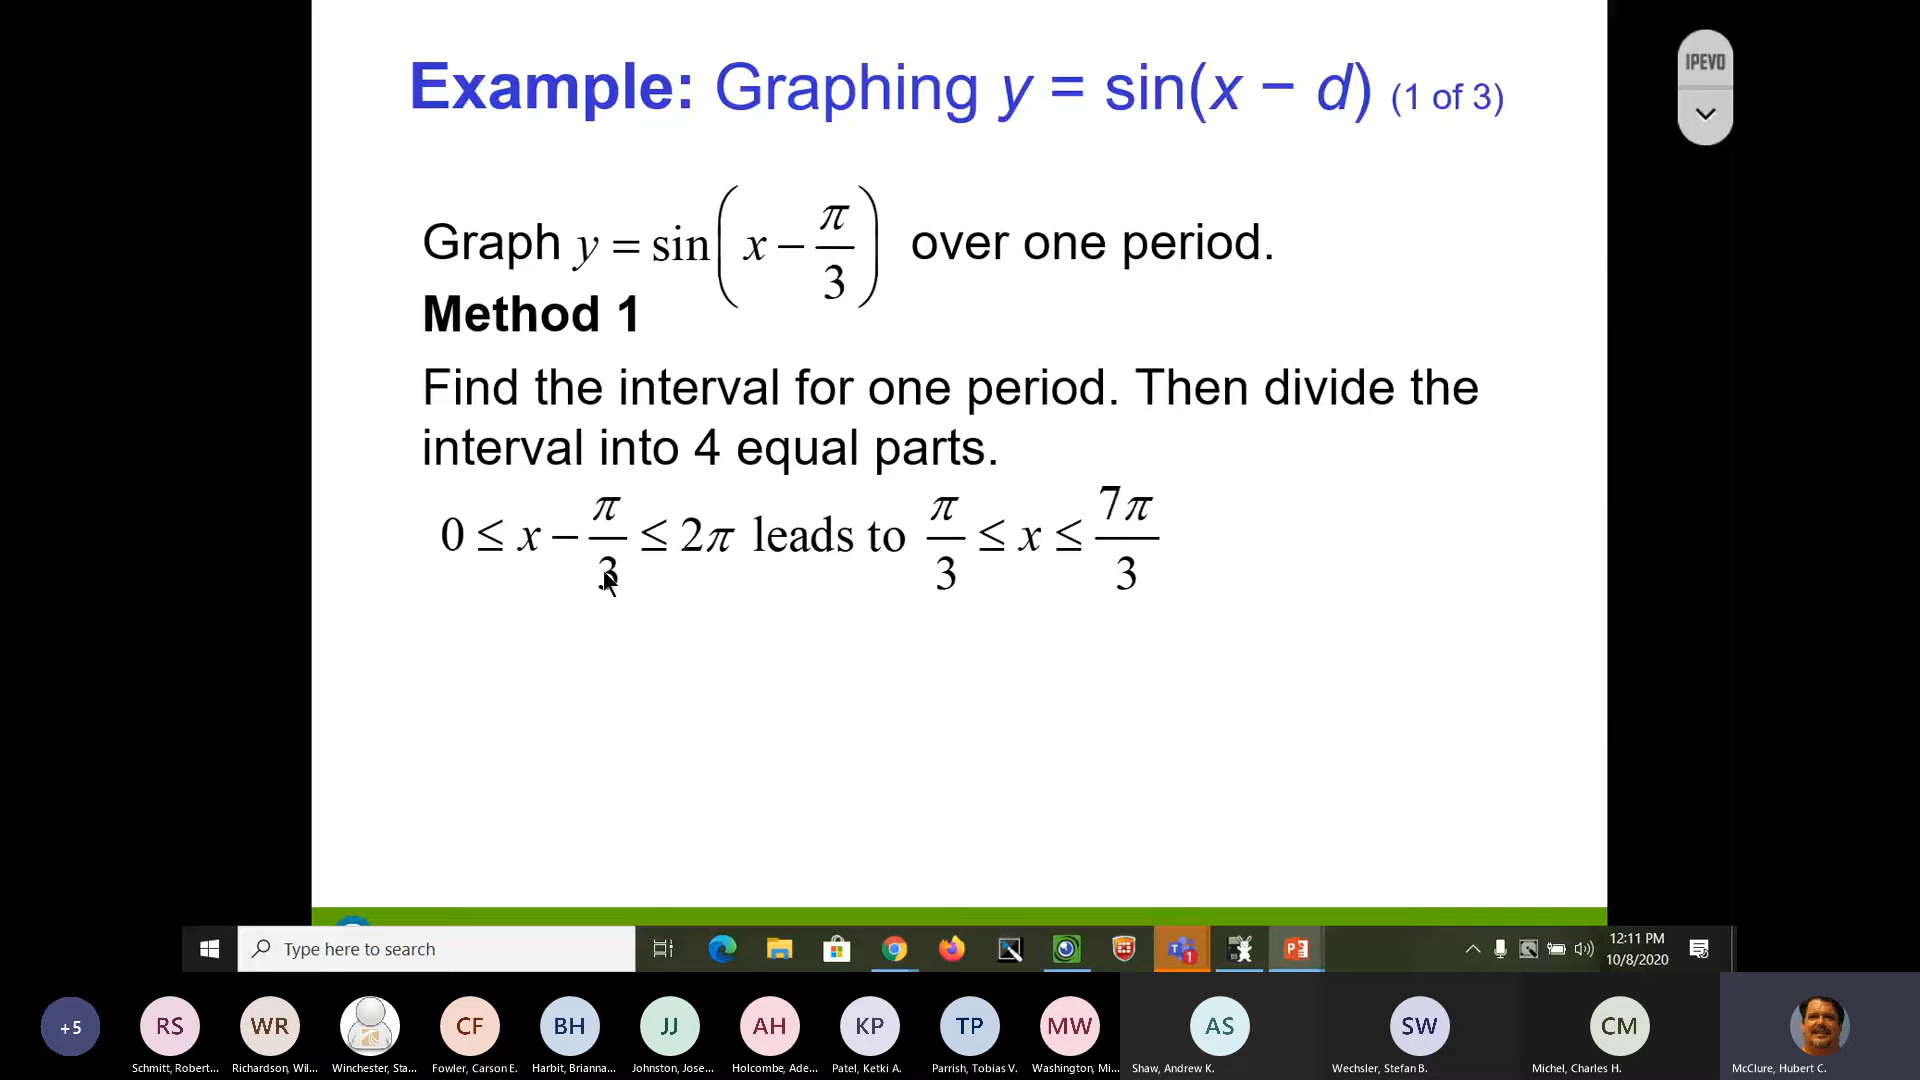 Example: Graphing y = sin(x − d) (1 of 3)
IPEVO
Graph y = sin(x − π/3) over one period.
Method 1
Find the interval for one period. Then divide the
interval into 4 equal parts.
0 ≤ x − π/3 ≤ 2π leads to π/3 ≤ x ≤ 7π/3
Type here to search
1
12:11 PM
10/8/2020
+5 RS WR CF BH JJ AH KP TP MW AS SW CM
Schmitt, Robert... Richardson, Wil... Winchester, Sta... Fowler, Carson E. Harbit, Brianna... Johnston, Jose... Holcombe, Ade... Patel, Ketki A. Parrish, Tobias V. Washington, Mi... Shaw, Andrew K. Wechsler, Stefan B. Michel, Charles H. McClure, Hubert C.